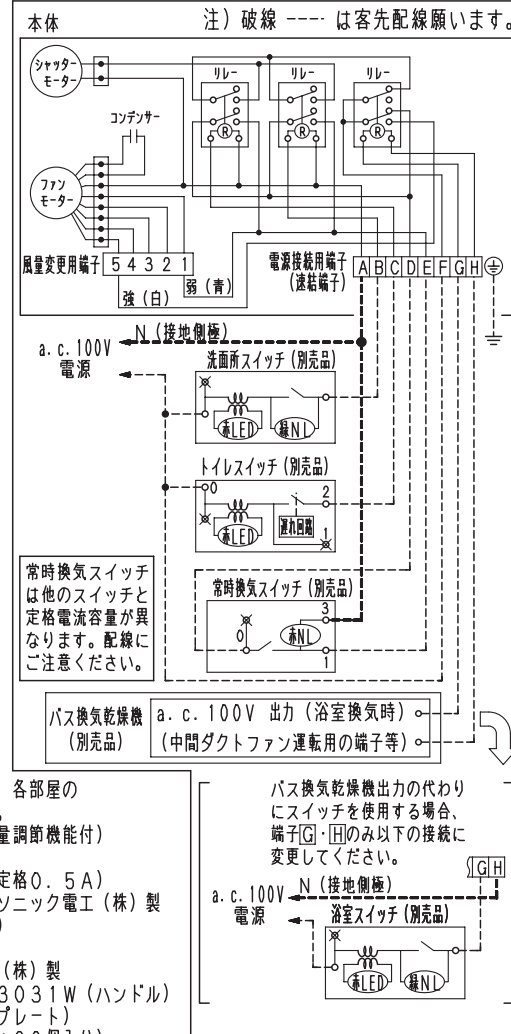 本体
注) 破線 ---- は客先配線願います。
シャッター
モーター
リレー
リレー
リレー
コンデンサー
R
R
R
ファン
モーター
風量変更用端子
5 4 3 2 1
弱 (青)
強 (白)
電源接続用端子
(速結端子)
A B C D E F G H
N (接地側極)
a.c.100V
電源
洗面所スイッチ (別売品)
赤LED
緑NL
トイレスイッチ (別売品)
0
2
赤LED
遅れ回路
1
常時換気スイッチ
は他のスイッチと
定格電流容量が異
なります。配線に
ご注意ください。
常時換気スイッチ (別売品)
3
0
赤NL
1
バス換気乾燥機
(別売品)
a.c.100V 出力 (浴室換気時)
(中間ダクトファン運転用の端子等)
各部屋の
量調節機能付)
定格0.5A)
ソニック電工 (株) 製
(株) 製
3031W (ハンドル)
プレート)
バス換気乾燥機出力の代わり
にスイッチを使用する場合、
端子G・Hのみ以下の接続に
変更してください。
G H
N (接地側極)
a.c.100V
電源
浴室スイッチ (別売品)
赤LED
緑NL